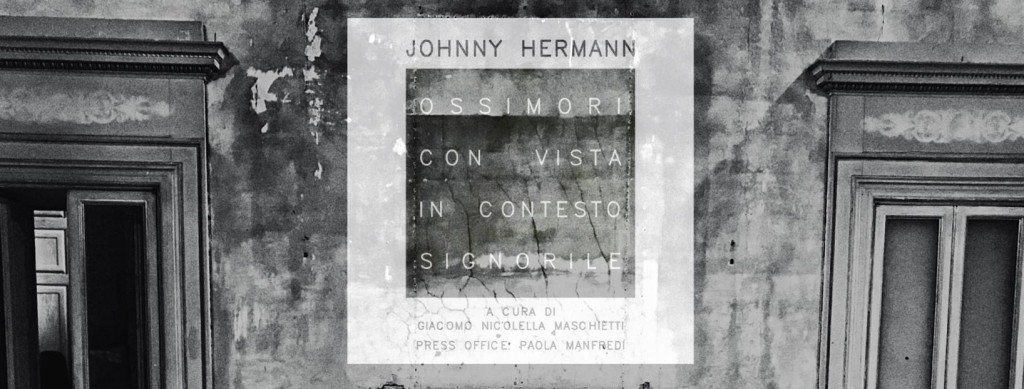 JOHNNY HERMANN
OSSIMORI
CON VISTA
IN CONTESTO
SIGNORILE
A CURA DI
GIACOMO NICOLELLA MASCHIETTI
PRESS OFFICE: PAOLA MANFREDI